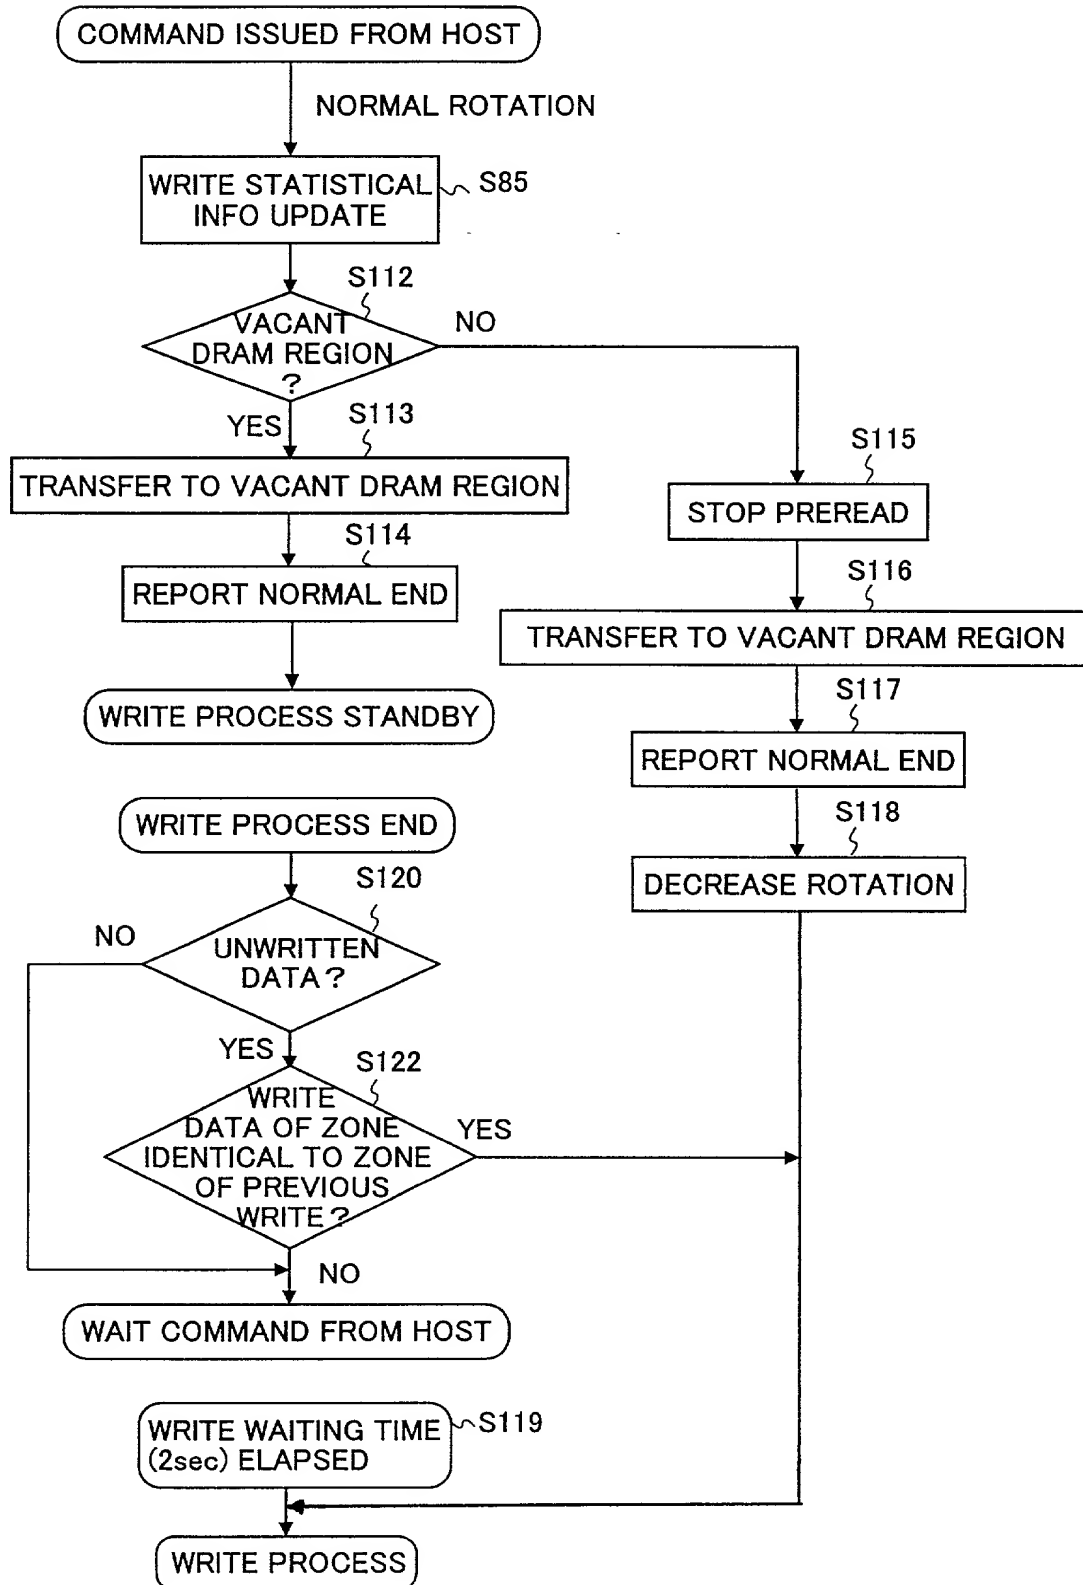 COMMAND ISSUED FROM HOST
NORMAL ROTATION
WRITE STATISTICAL
INFO UPDATE
S85
S112
VACANT
DRAM REGION
?
NO
YES
S113
TRANSFER TO VACANT DRAM REGION
S114
REPORT NORMAL END
WRITE PROCESS STANDBY
S115
STOP PREREAD
S116
TRANSFER TO VACANT DRAM REGION
S117
REPORT NORMAL END
S118
DECREASE ROTATION
WRITE PROCESS END
S120
UNWRITTEN
DATA?
NO
YES
S122
WRITE
DATA OF ZONE
IDENTICAL TO ZONE
OF PREVIOUS
WRITE?
YES
NO
WAIT COMMAND FROM HOST
WRITE WAITING TIME
(2sec) ELAPSED
S119
WRITE PROCESS